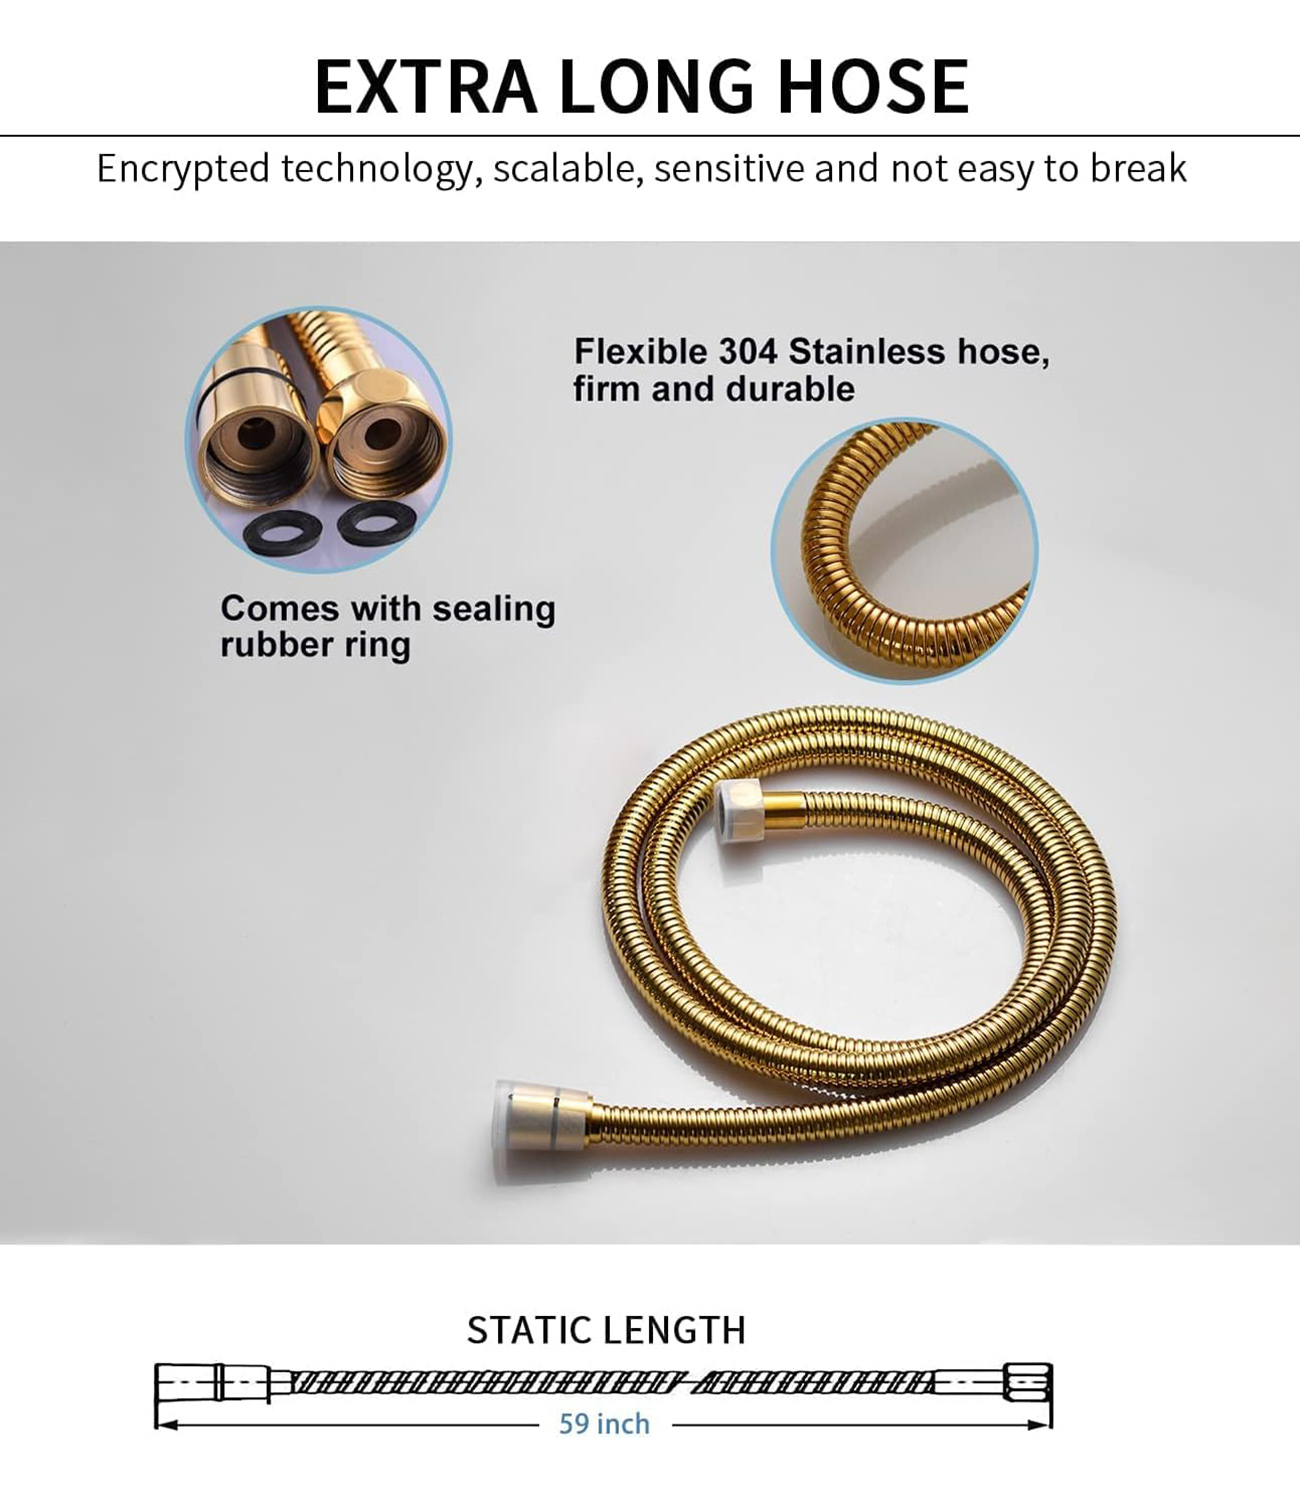 EXTRA LONG HOSE
Encrypted technology, scalable, sensitive and not easy to break
Flexible 304 Stainless hose,
firm and durable
Comes with sealing
rubber ring
STATIC LENGTH
59 inch